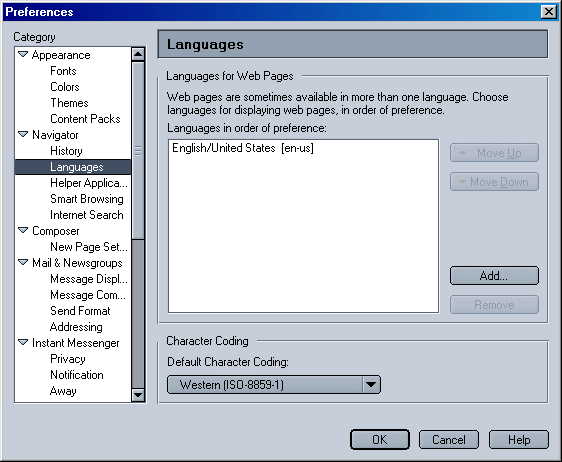 Preferences
Category
Appearance
Fonts
Colors
Themes
Content Packs
Navigator
History
Languages
Helper Applica...
Smart Browsing
Internet Search
Composer
New Page Set...
Mail & Newsgroups
Message Displ...
Message Com...
Send Format
Addressing
Instant Messenger
Privacy
Notification
Away
Languages
Languages for Web Pages
Web pages are sometimes available in more than one language. Choose
languages for displaying web pages, in order of preference.
Languages in order of preference:
English/United States [en-us]
Move Up
Move Down
Add...
Remove
Character Coding
Default Character Coding:
Western (ISO-8859-1)
OK
Cancel
Help